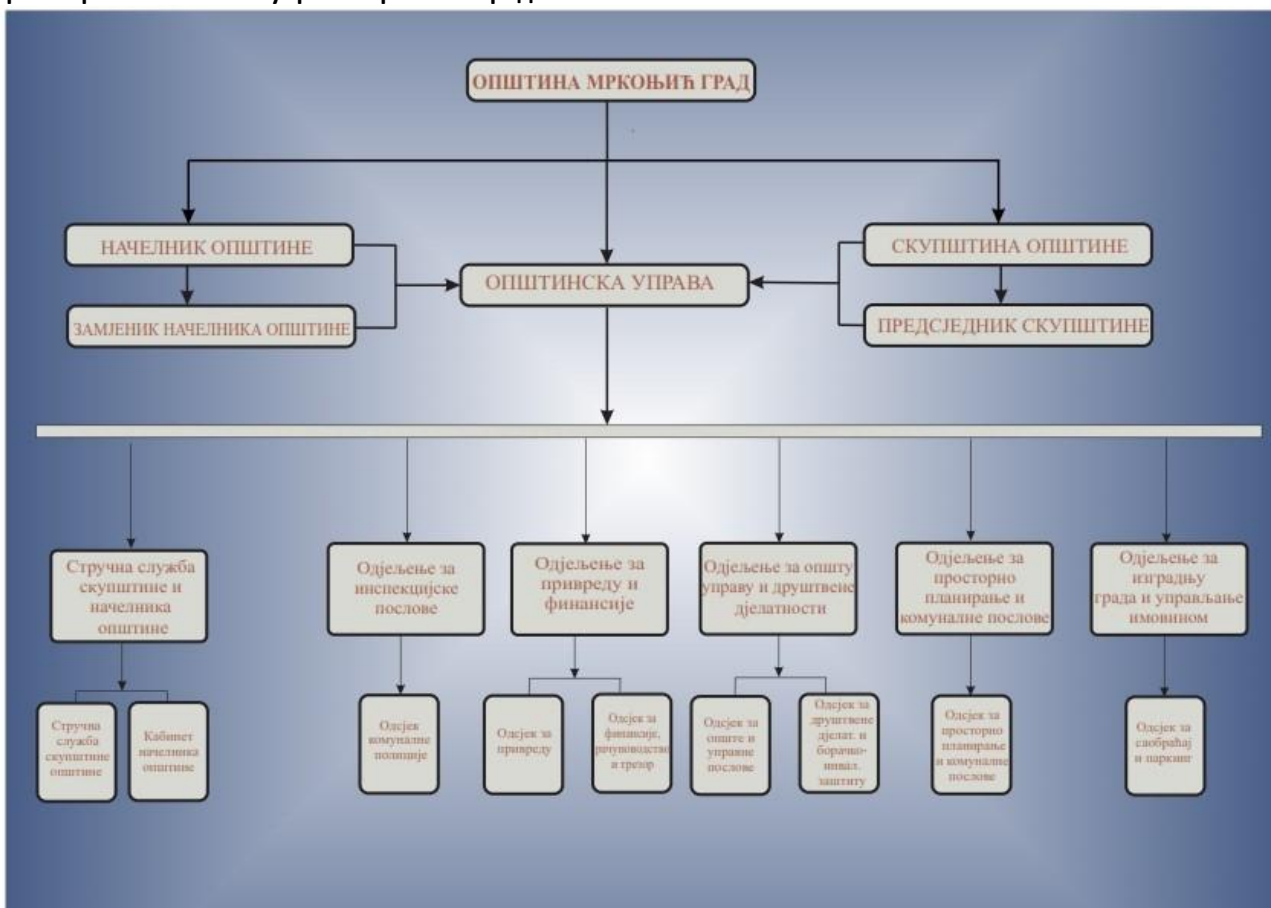 ОПШТИНА МРКОЊИЋ ГРАД
НАЧЕЛНИК ОПШТИНЕ
СКУПШТИНА ОПШТИНЕ
ОПШТИНСКА УПРАВА
ЗАМЈЕНИК НАЧЕЛНИКА ОПШТИНЕ
ПРЕДСЈЕДНИК СКУПШТИНЕ
Стручна служба
скупштине и
начелника
општине
Одјељење за
инспекцијске
послове
Одјељење за
привреду и
финансије
Одјељење за општу
управу и друштвене
дјелатности
Одјељење за
просторно
планирање и
комуналне послове
Одјељење за
изградњу
града и управљање
имовином
Стручна
служба
скупштине
општине
Кабинет
начелника
општине
Одсјек
комуналне
полиције
Одсјек за
привреду
Одсјек за
финансије,
рачуноводство
и трезор
Одсјек за
опште и
управне
послове
Одсјек за
друштвене
дјелат. и
борачко-
инвал.
заштиту
Одсјек за
просторно
планирање
и комуналне
послове
Одсјек за
саобраћај
и паркинг